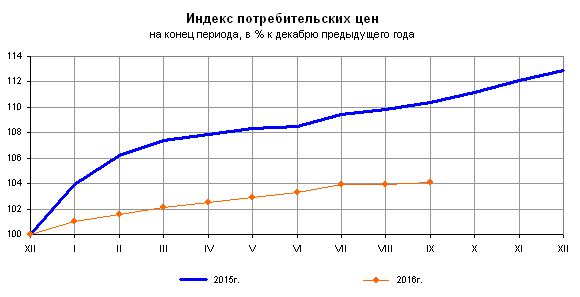 Индекс потребительских цен
на конец периода, в % к декабрю предыдущего года
114
112
110
108
106
104
102
100
XII I II III IV V VI VII VIII IX X XI XII
2015г. 2016г.